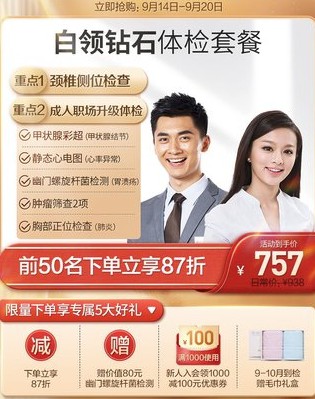 立即抢购：9月14日-9月20日
白领钻石体检套餐
重点1 颈椎侧位检查
重点2 成人职场升级体检
甲状腺彩超 (甲状腺结节)
静态心电图 (心率异常)
幽门螺旋杆菌检测 (胃溃疡)
肿瘤筛查2项
胸部正位检查 (肺炎)
前50名下单立享87折
活动到手价
¥ 757
日常价：¥938
限量下单享专属5大好礼
减 赠 ¥100 满1000使用
下单立享 赠价值80元 新人入会领1000 9-10月到检
87折 幽门螺旋杆菌检测 减100元优惠券 赠毛巾礼盒